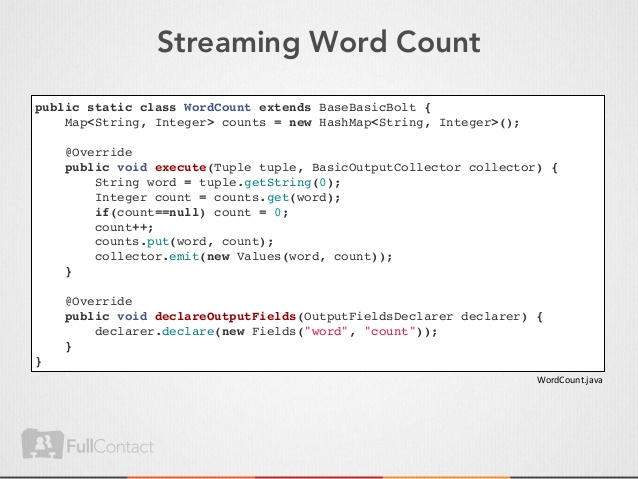 Streaming Word Count
public static class WordCount extends BaseBasicBolt {
    Map<String, Integer> counts = new HashMap<String, Integer>();

    @Override
    public void execute(Tuple tuple, BasicOutputCollector collector) {
        String word = tuple.getString(0);
        Integer count = counts.get(word);
        if(count==null) count = 0;
        count++;
        counts.put(word, count);
        collector.emit(new Values(word, count));
    }

    @Override
    public void declareOutputFields(OutputFieldsDeclarer declarer) {
        declarer.declare(new Fields("word", "count"));
    }
}
WordCount.java
FullContact